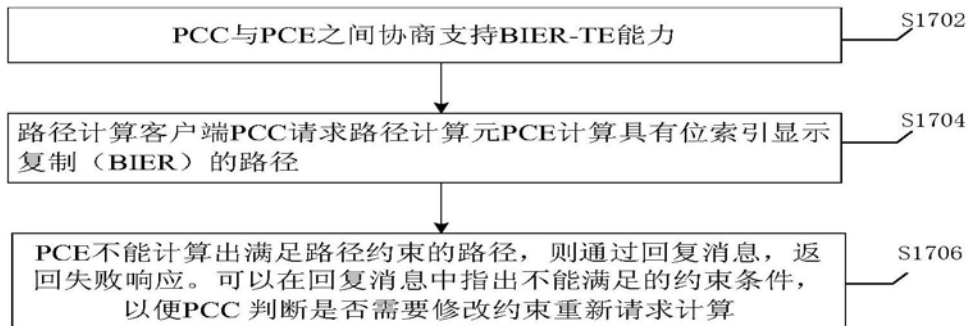 PCC与PCE之间协商支持BIER-TE能力
S1702
路径计算客户端PCC请求路径计算元PCE计算具有位索引显示
复制（BIER）的路径
S1704
PCE不能计算出满足路径约束的路径，则通过回复消息，返
回失败响应。可以在回复消息中指出不能满足的约束条件，
以便PCC 判断是否需要修改约束重新请求计算
S1706